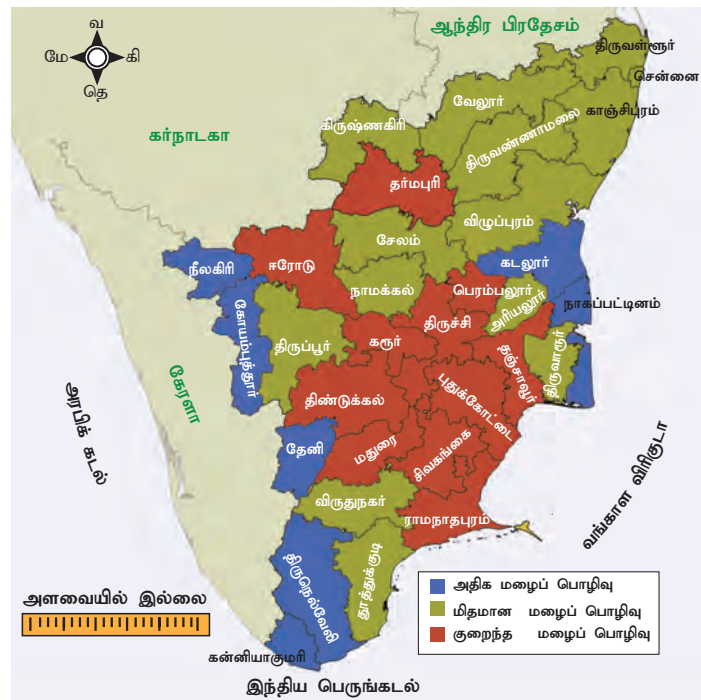 ஆந்திர பிரதேசம்
வ
மே
கி
தெ
திருவள்ளூர்
சென்னை
வேலூர்
காஞ்சிபுரம்
கிருஷ்ணகிரி
கர்நாடகா
திருவண்ணாமலை
தர்மபுரி
விழுப்புரம்
சேலம்
கடலூர்
நீலகிரி
ஈரோடு
நாமக்கல்
பெரம்பலூர்
அரியலூர்
நாகப்பட்டினம்
கோயம்புத்தூர்
திருப்பூர்
கரூர்
திருச்சி
தஞ்சாவூர்
திருவாரூர்
கேரளா
அரபிக் கடல்
திண்டுக்கல்
புதுக்கோட்டை
தேனி
மதுரை
சிவகங்கை
வங்காள விரிகுடா
விருதுநகர்
ராமநாதபுரம்
திருநெல்வேலி
தூத்துக்குடி
அதிக மழைப் பொழிவு
மிதமான மழைப் பொழிவு
குறைந்த மழைப் பொழிவு
அளவையில் இல்லை
கன்னியாகுமரி
இந்திய பெருங்கடல்